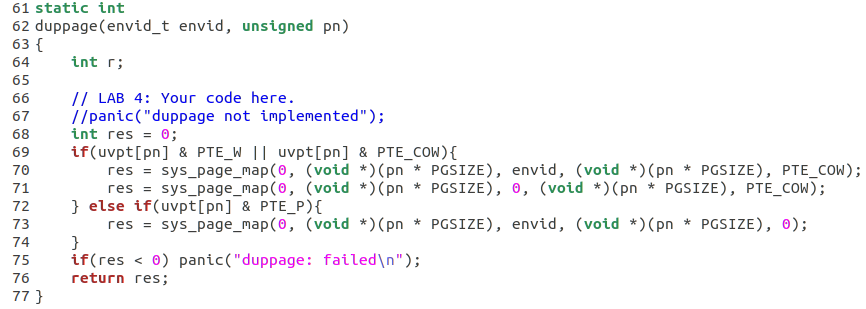 61 static int
62 duppage(envid_t envid, unsigned pn)
63 {
64     int r;
65
66     // LAB 4: Your code here.
67     //panic("duppage not implemented");
68     int res = 0;
69     if(uvpt[pn] & PTE_W || uvpt[pn] & PTE_COW){
70         res = sys_page_map(0, (void *)(pn * PGSIZE), envid, (void *)(pn * PGSIZE), PTE_COW);
71         res = sys_page_map(0, (void *)(pn * PGSIZE), 0, (void *)(pn * PGSIZE), PTE_COW);
72     } else if(uvpt[pn] & PTE_P){
73         res = sys_page_map(0, (void *)(pn * PGSIZE), envid, (void *)(pn * PGSIZE), 0);
74     }
75     if(res < 0) panic("duppage: failed\n");
76     return res;
77 }